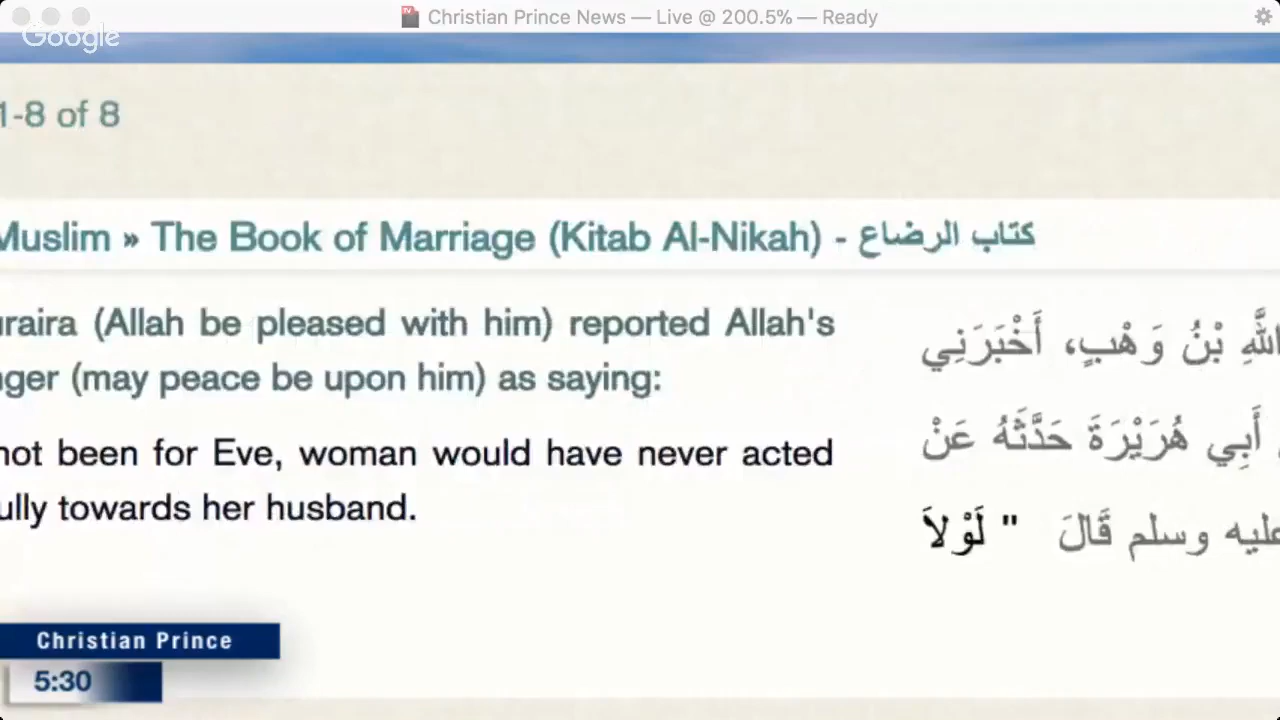 Christian Prince News — Live @ 200.5% — Ready
Google
1-8 of 8
Muslim » The Book of Marriage (Kitab Al-Nikah) - كتاب الرضاع
uraira (Allah be pleased with him) reported Allah's
nger (may peace be upon him) as saying:
not been for Eve, woman would have never acted
ully towards her husband.
اللَّهِ بْنُ وَهْبٍ، أَخْبَرَنِي
أَبِي هُرَيْرَةَ حَدَّثَهُ عَنْ
عليه وسلم قَالَ " لَوْلاَ
Christian Prince
5:30